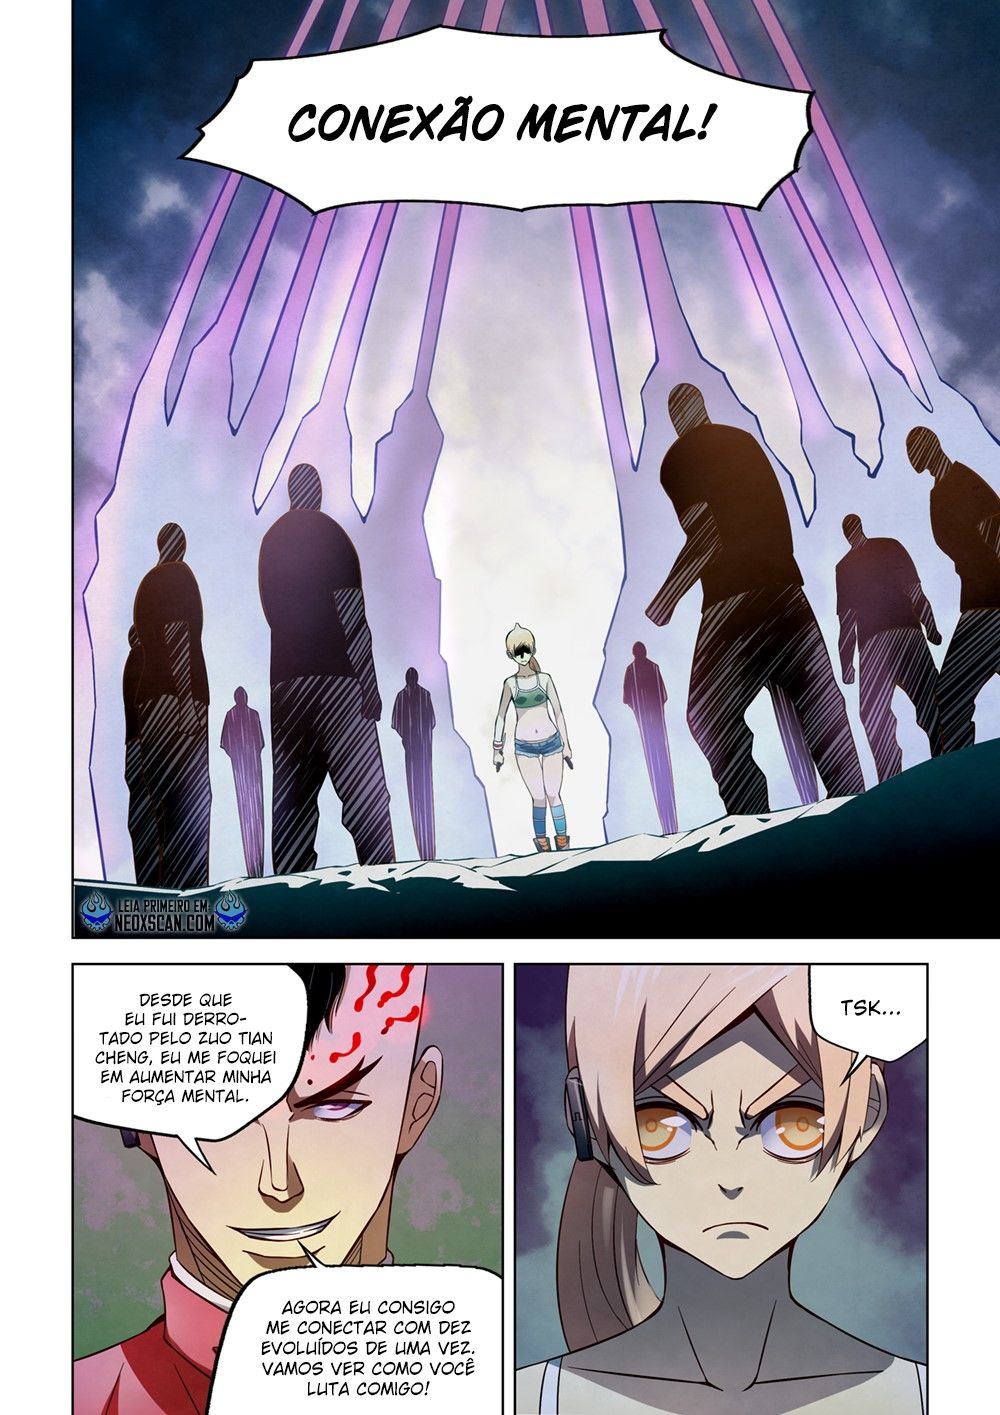 CONEXÃO MENTAL!
LEIA PRIMEIRO EM:
NEOXSCAN.COM
DESDE QUE
EU FUI DERRO-
TADO PELO ZUO TIAN
CHENG, EU ME FOQUEI
EM AUMENTAR MINHA
FORÇA MENTAL.
TSK...
AGORA EU CONSIGO
ME CONECTAR COM DEZ
EVOLUÍDOS DE UMA VEZ.
VAMOS VER COMO VOCÊ
LUTA COMIGO!